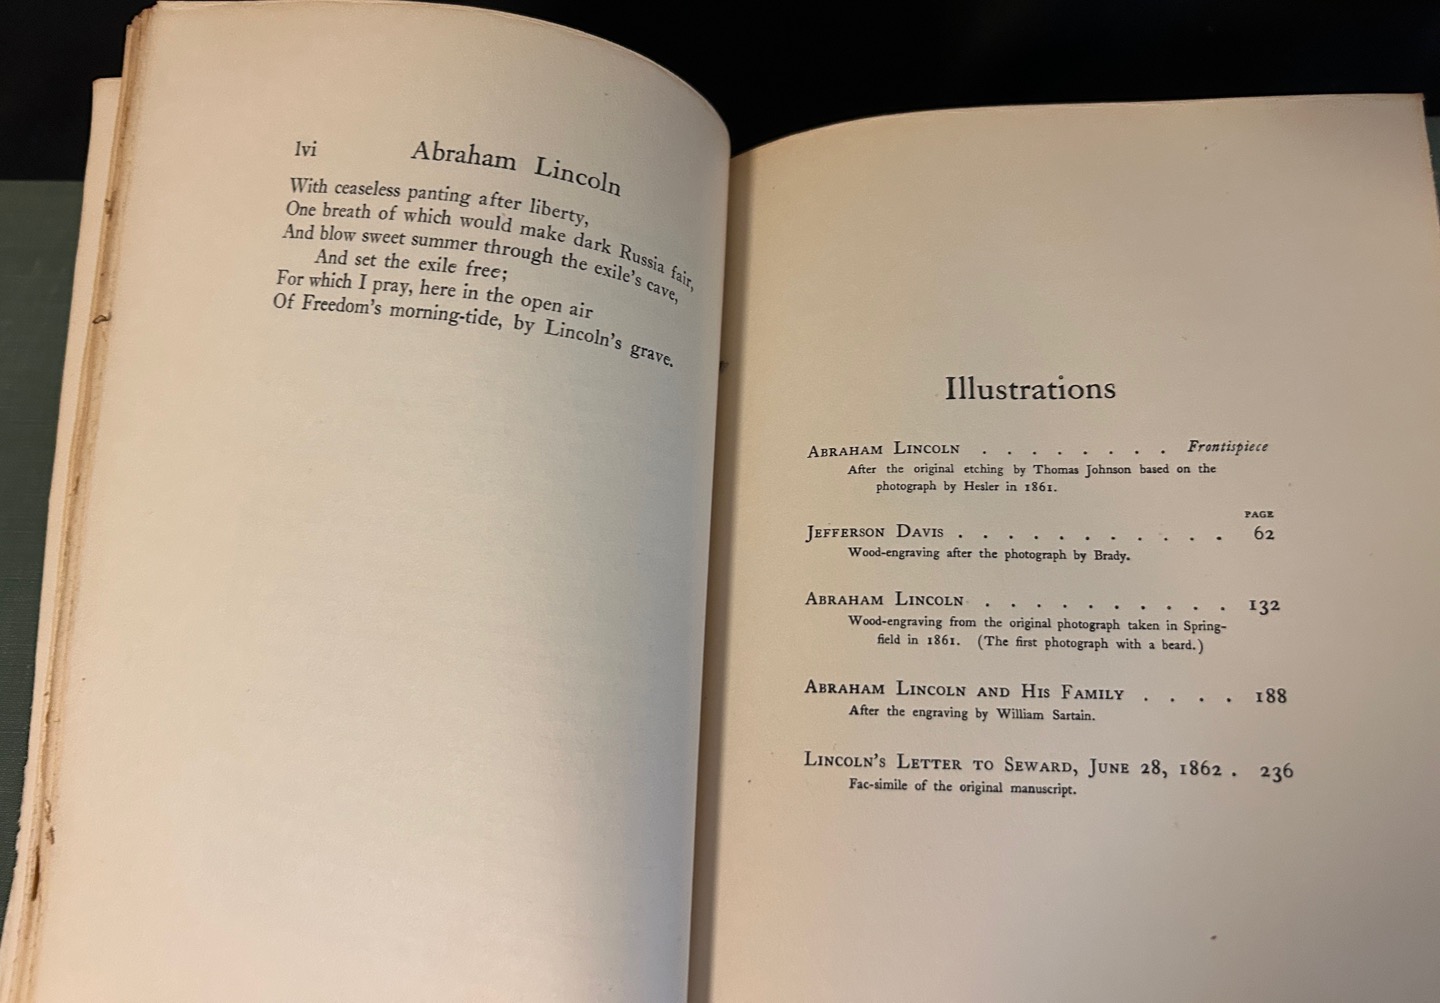 lvi Abraham Lincoln
With ceaseless panting after liberty,
One breath of which would make dark Russia fair,
And blow sweet summer through the exile's cave,
And set the exile free;
For which I pray, here in the open air
Of Freedom's morning-tide, by Lincoln's grave.
Illustrations
ABRAHAM LINCOLN . . . . . . . . Frontispiece
After the original etching by Thomas Johnson based on the
photograph by Hesler in 1861.
PAGE
JEFFERSON DAVIS . . . . . . . . . . . 62
Wood-engraving after the photograph by Brady.
ABRAHAM LINCOLN . . . . . . . . . . 132
Wood-engraving from the original photograph taken in Spring-
field in 1861. (The first photograph with a beard.)
ABRAHAM LINCOLN AND HIS FAMILY . . . . 188
After the engraving by William Sartain.
LINCOLN'S LETTER TO SEWARD, JUNE 28, 1862 . 236
Fac-simile of the original manuscript.